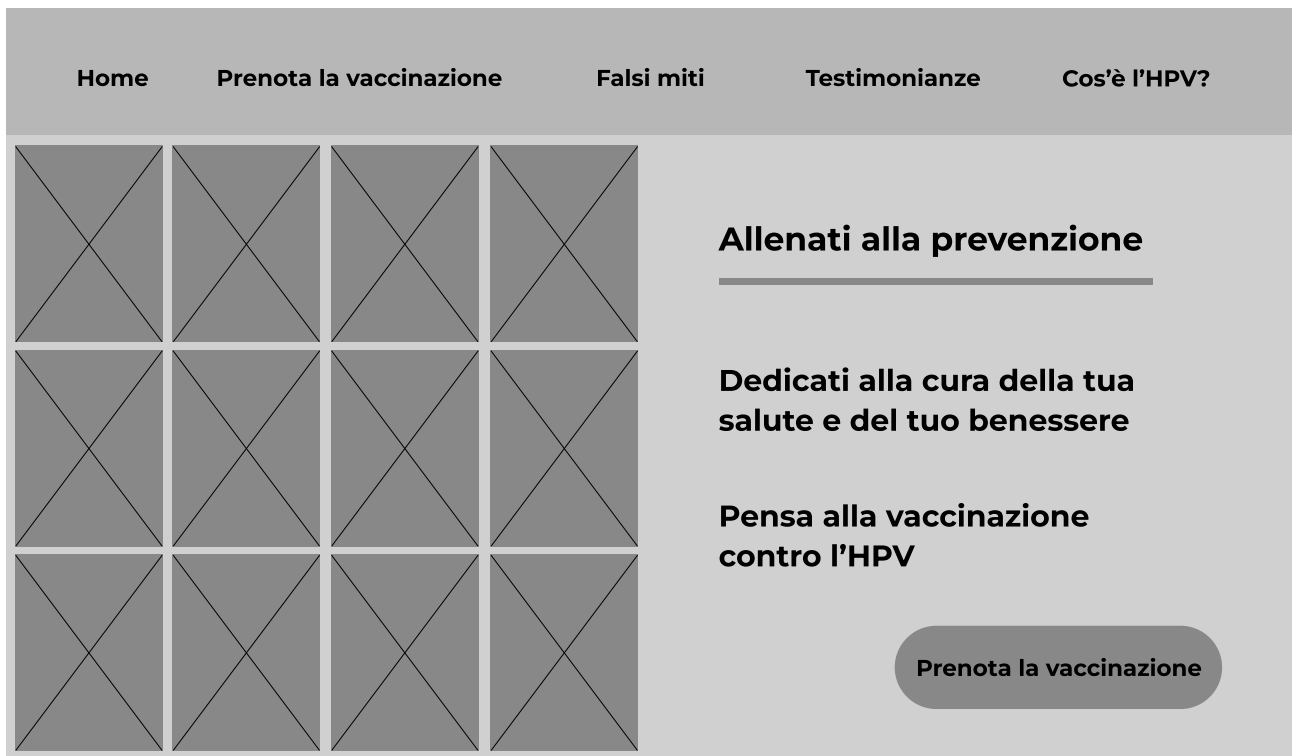 Home Prenota la vaccinazione Falsi miti Testimonianze Cos’è l’HPV?
Allenati alla prevenzione
Dedicati alla cura della tua
salute e del tuo benessere
Pensa alla vaccinazione
contro l’HPV
Prenota la vaccinazione